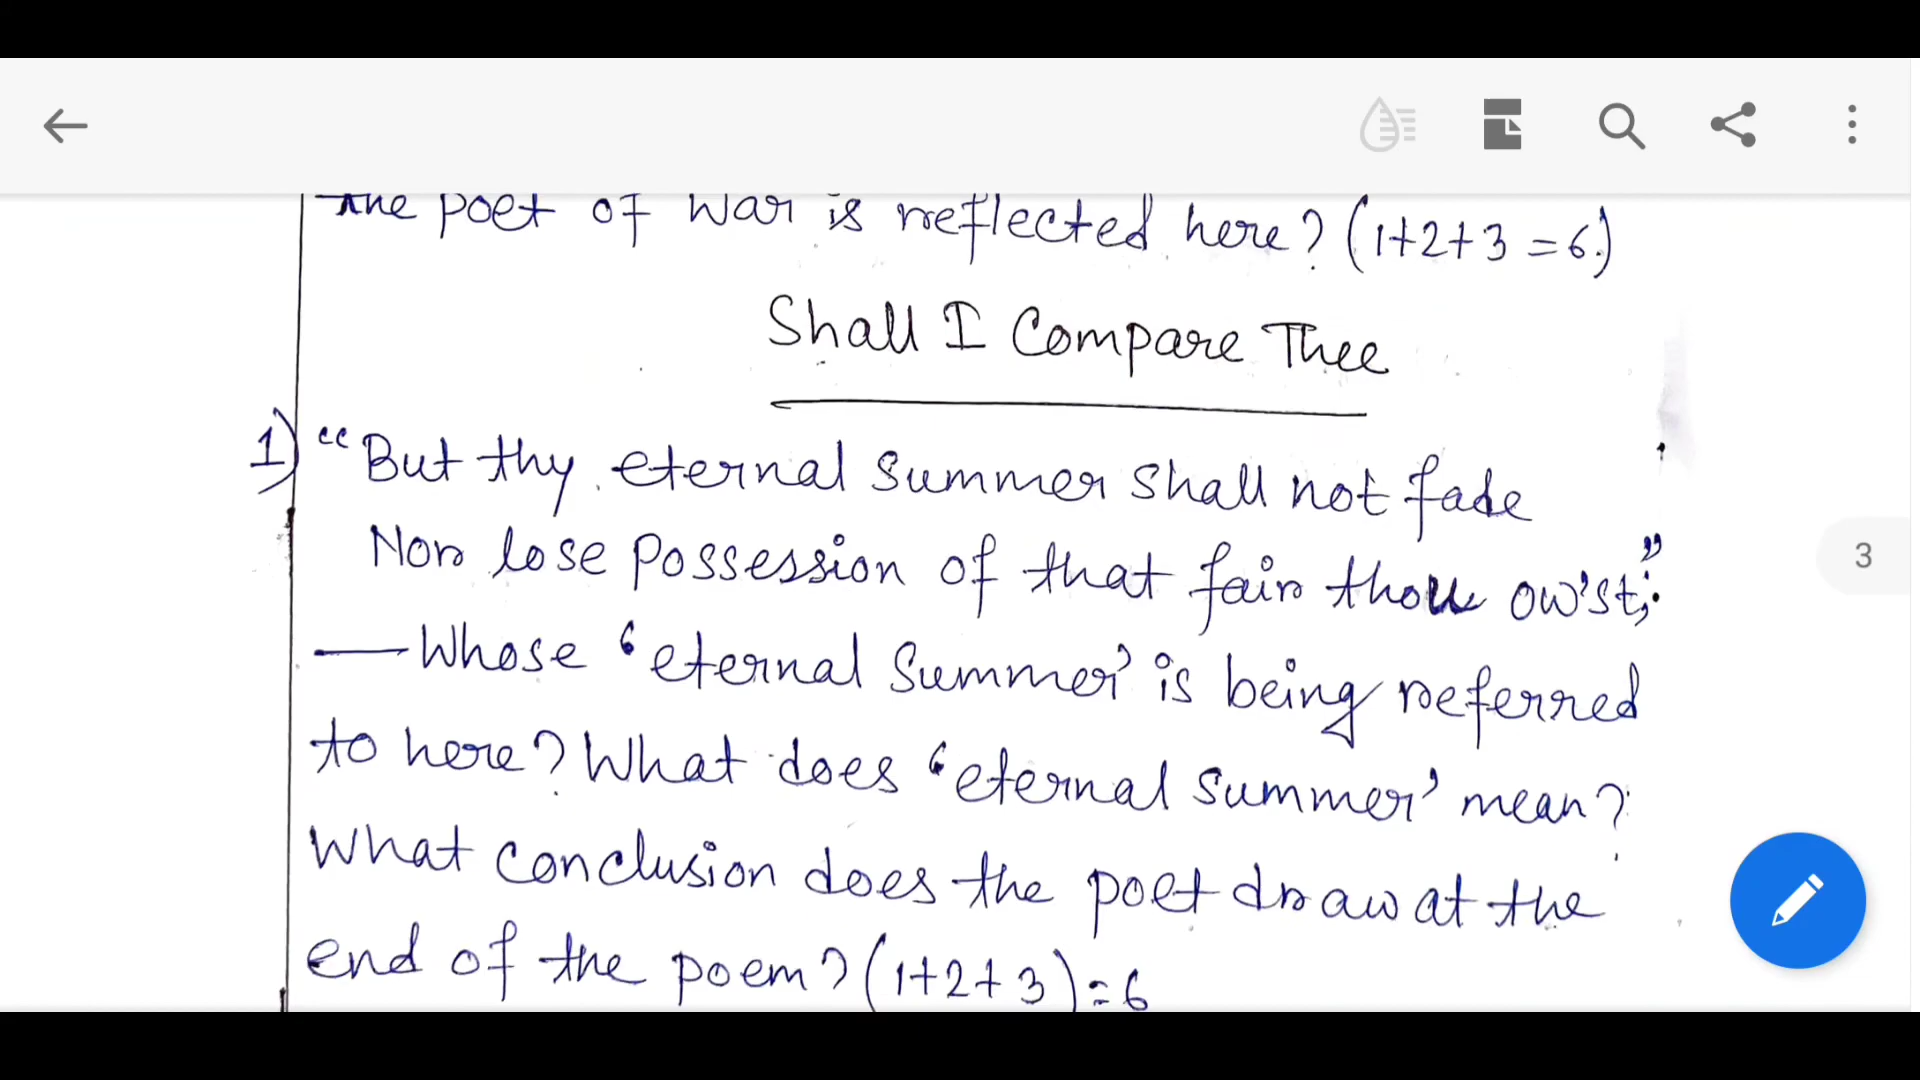 the poet of war is reflected here? (1+2+3=6)
Shall I Compare Thee
1) "But thy eternal summer shall not fade
Nor lose possession of that fair thou ow'st;"
3
— Whose 'eternal summer' is being referred
to here? What does 'eternal summer' mean?
What conclusion does the poet draw at the
end of the poem? (1+2+3)=6